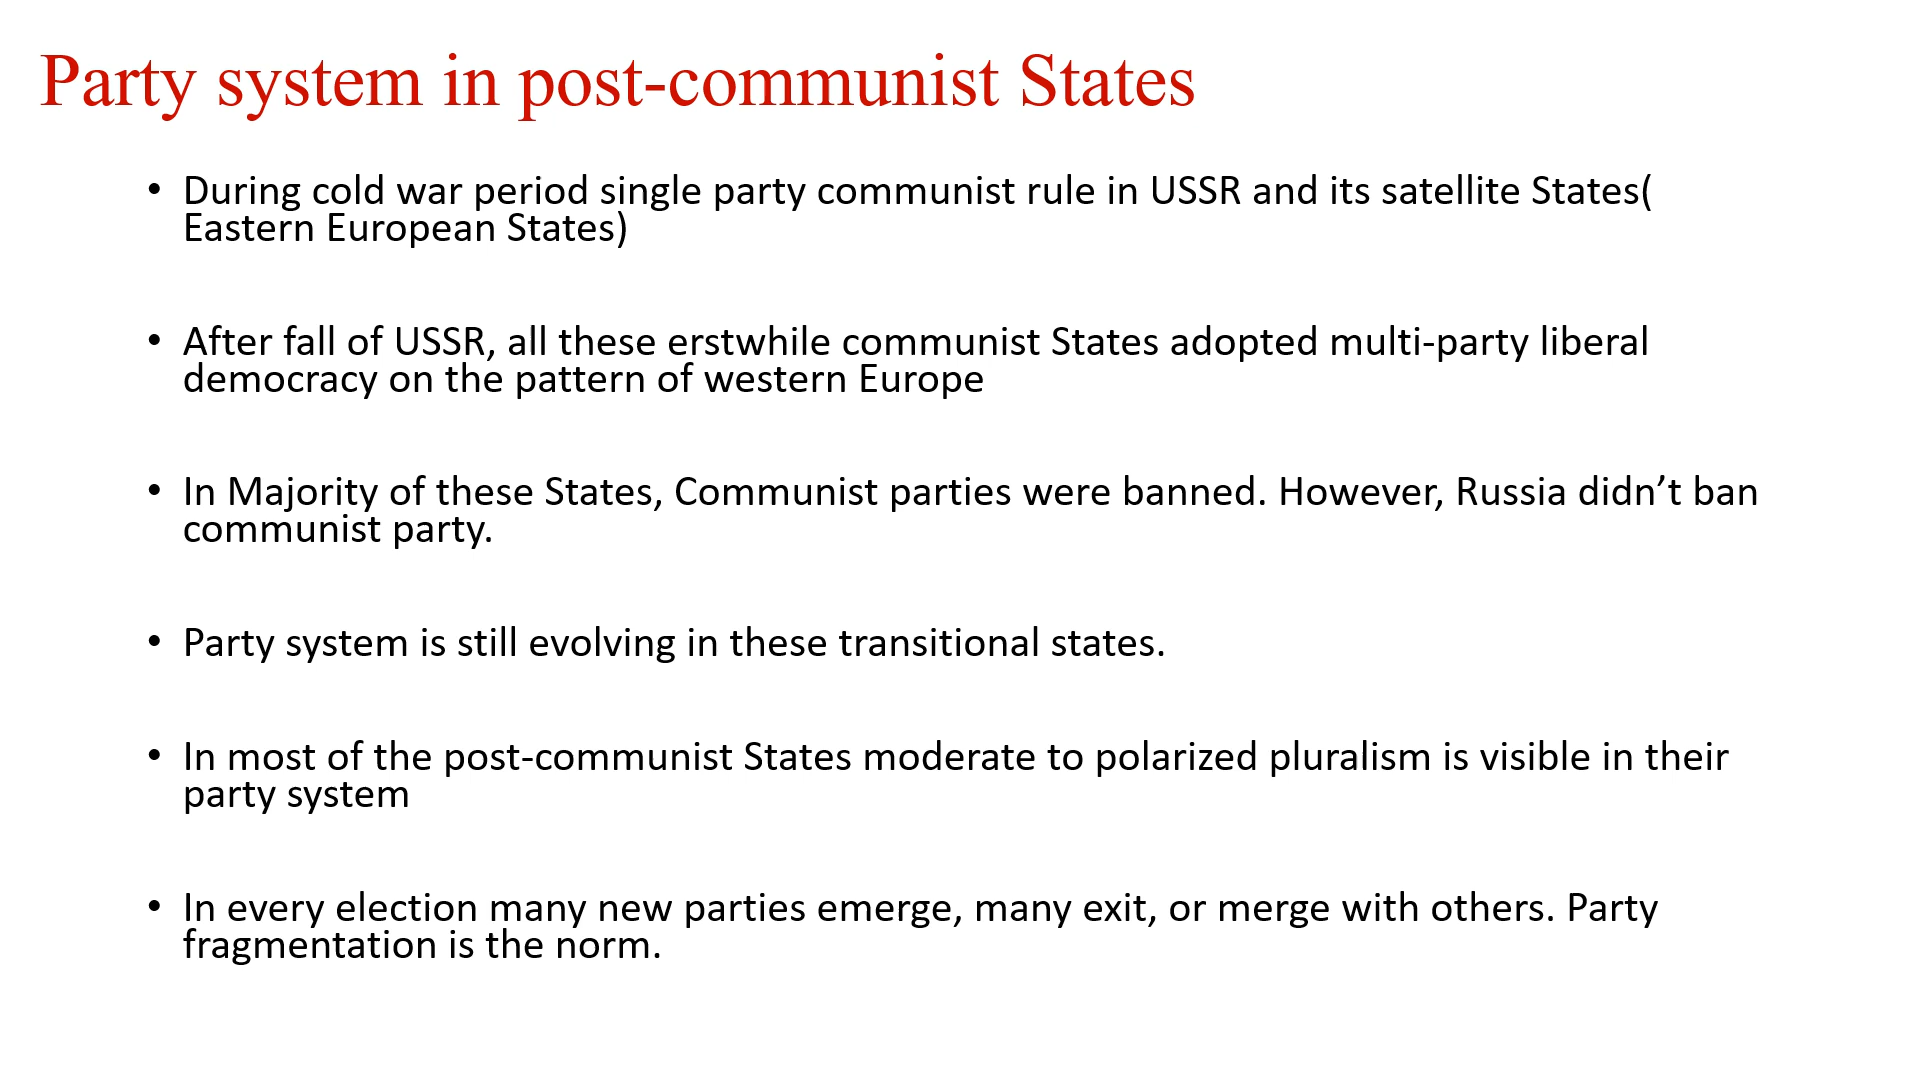 Party system in post-communist States
• During cold war period single party communist rule in USSR and its satellite States(
Eastern European States)
• After fall of USSR, all these erstwhile communist States adopted multi-party liberal
democracy on the pattern of western Europe
• In Majority of these States, Communist parties were banned. However, Russia didn’t ban
communist party.
• Party system is still evolving in these transitional states.
• In most of the post-communist States moderate to polarized pluralism is visible in their
party system
• In every election many new parties emerge, many exit, or merge with others. Party
fragmentation is the norm.